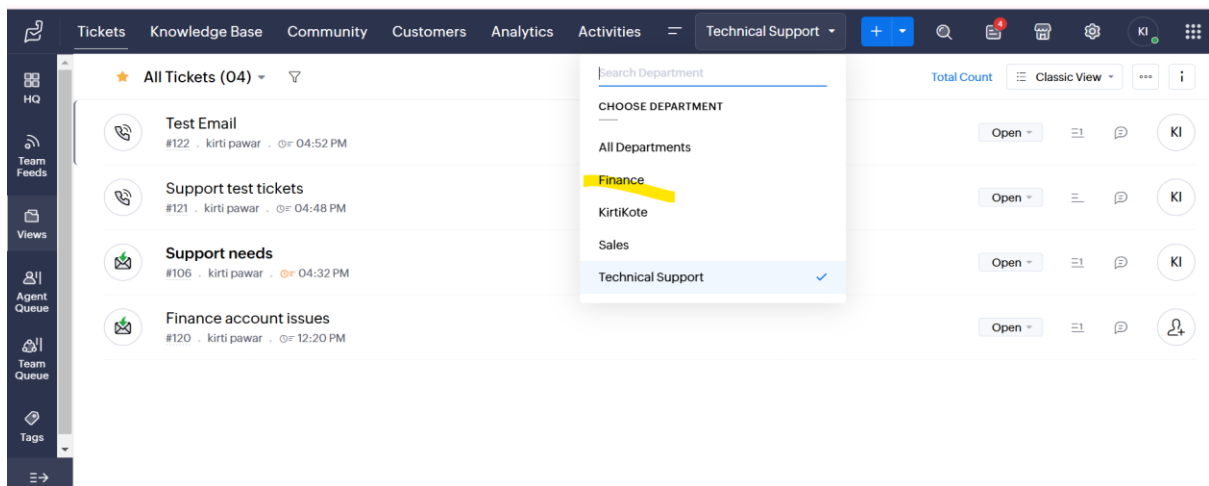 Tickets Knowledge Base Community Customers Analytics Activities Technical Support 4 KI
HQ
Team
Feeds
Views
Agent
Queue
Team
Queue
Tags
All Tickets (04)
Total Count Classic View
Search Department
CHOOSE DEPARTMENT
All Departments
Finance
KirtiKote
Sales
Technical Support
Test Email
#122 . kirti pawar . 04:52 PM
Open 1 KI
Support test tickets
#121 . kirti pawar . 04:48 PM
Open KI
Support needs
#106 . kirti pawar . 04:32 PM
Open 1 KI
Finance account issues
#120 . kirti pawar . 12:20 PM
Open 1